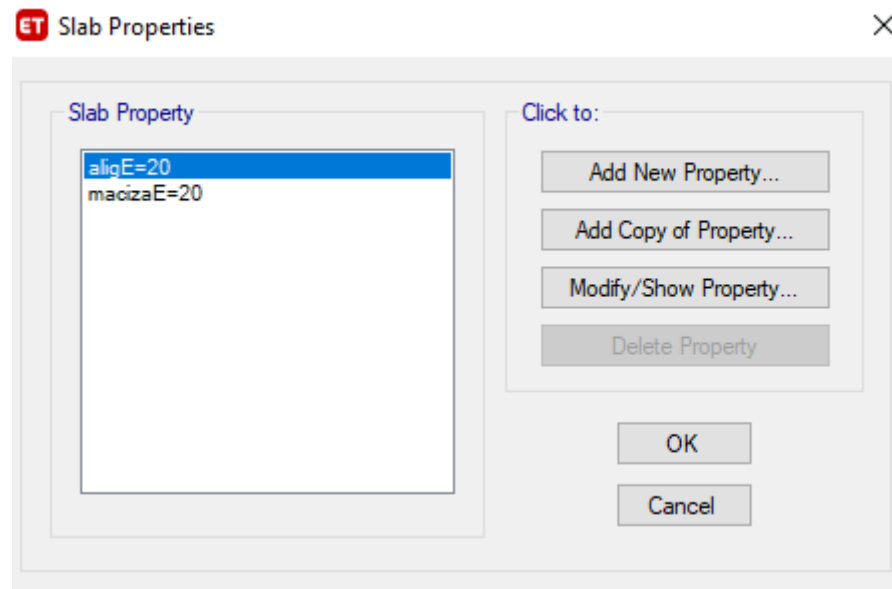 ET Slab Properties
Slab Property
aligE=20
macizaE=20
Click to:
Add New Property...
Add Copy of Property...
Modify/Show Property...
Delete Property
OK
Cancel